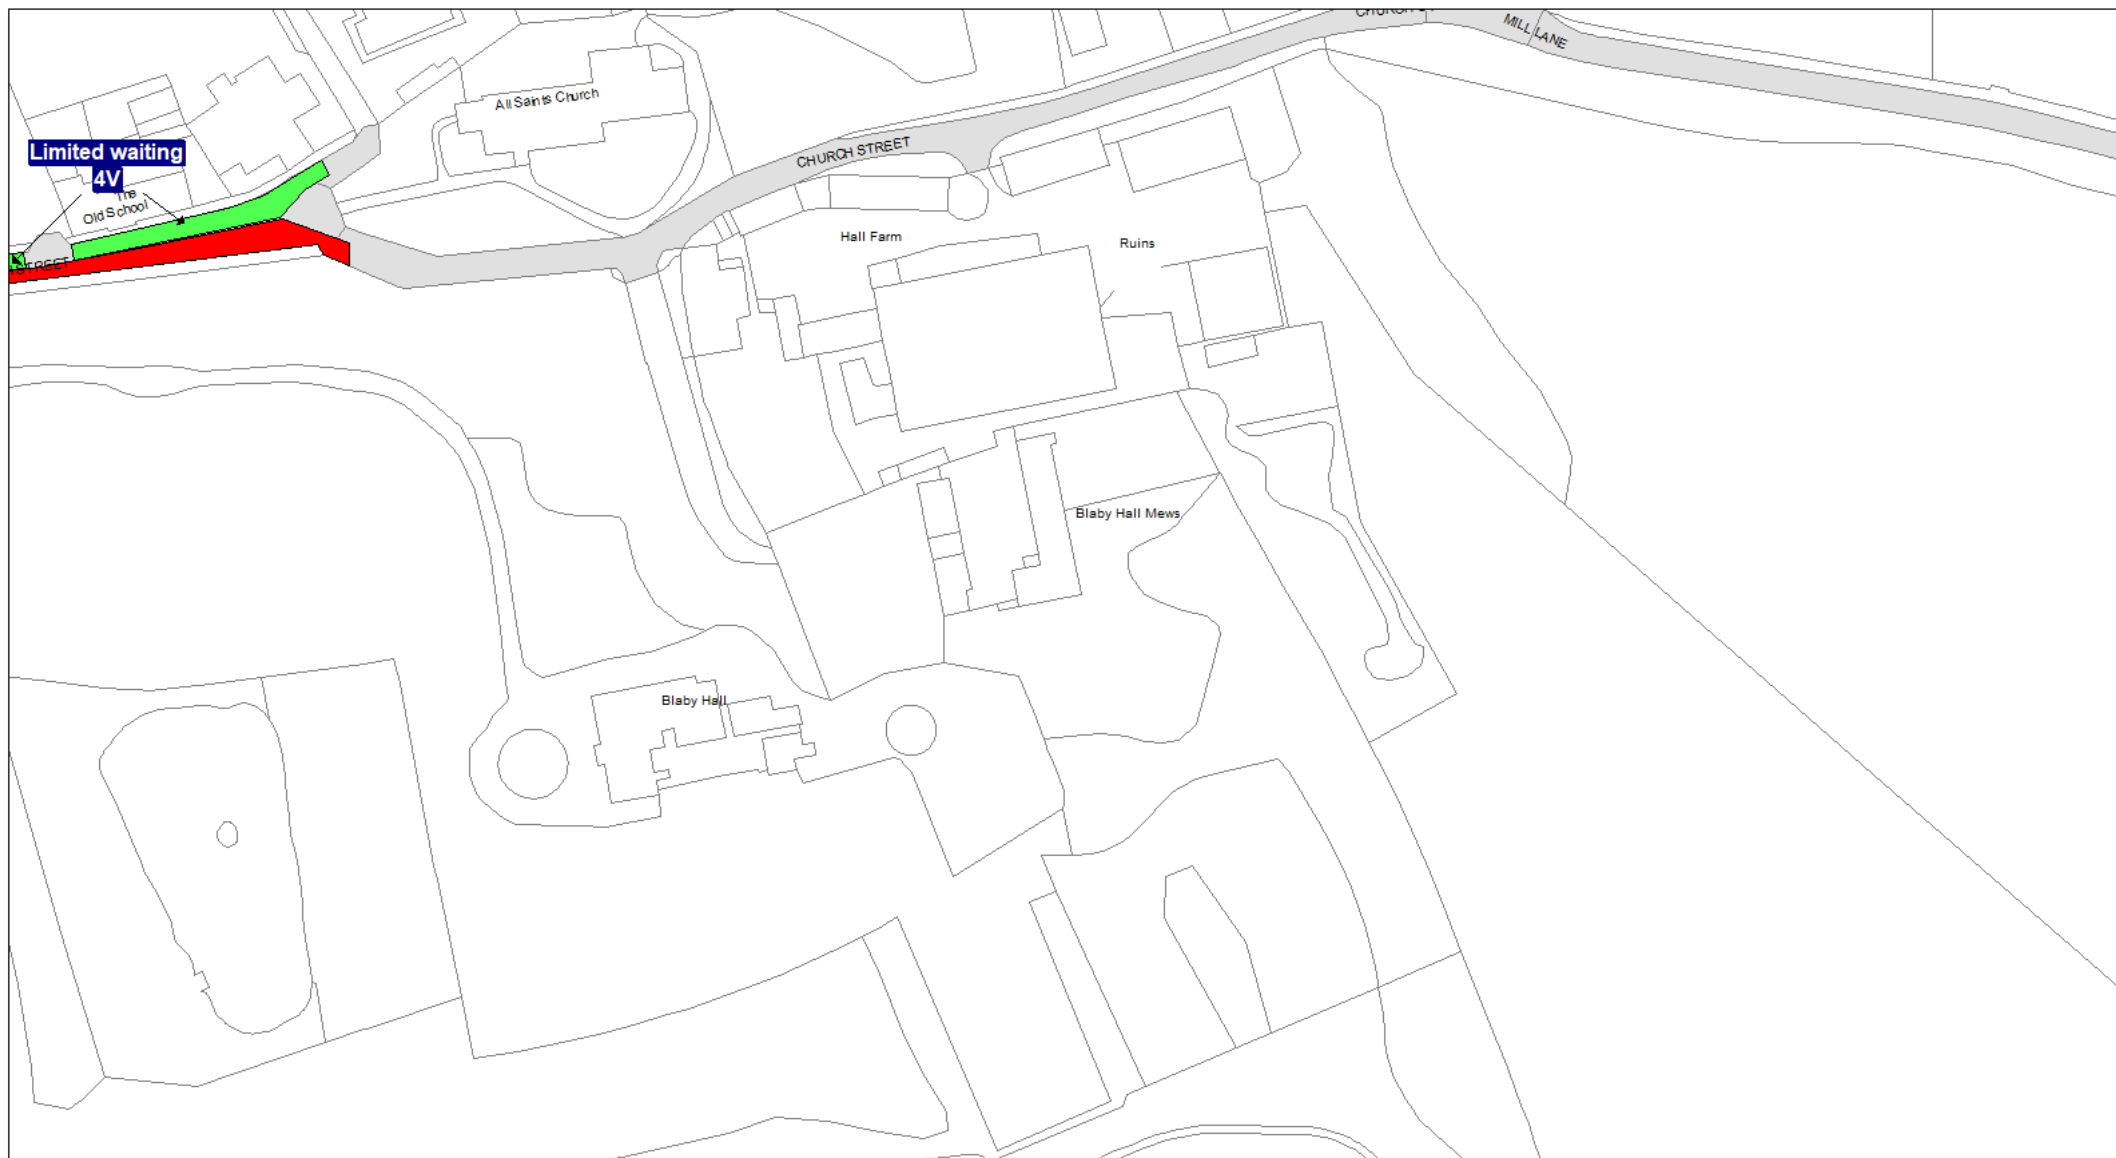 MILL LANE
All Saints Church
Limited waiting
4V
The
Old School
CHURCH STREET
STREET
Hall Farm
Ruins
Blaby Hall Mews
Blaby Hall